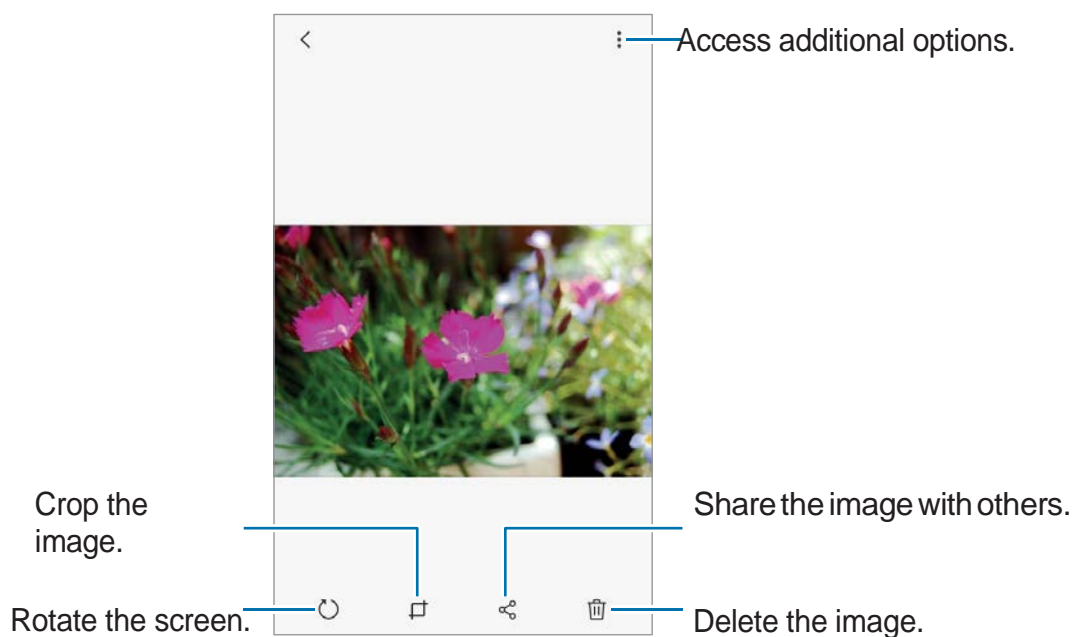 Access additional options.
Crop the
image.
Share the image with others.
Rotate the screen.
Delete the image.